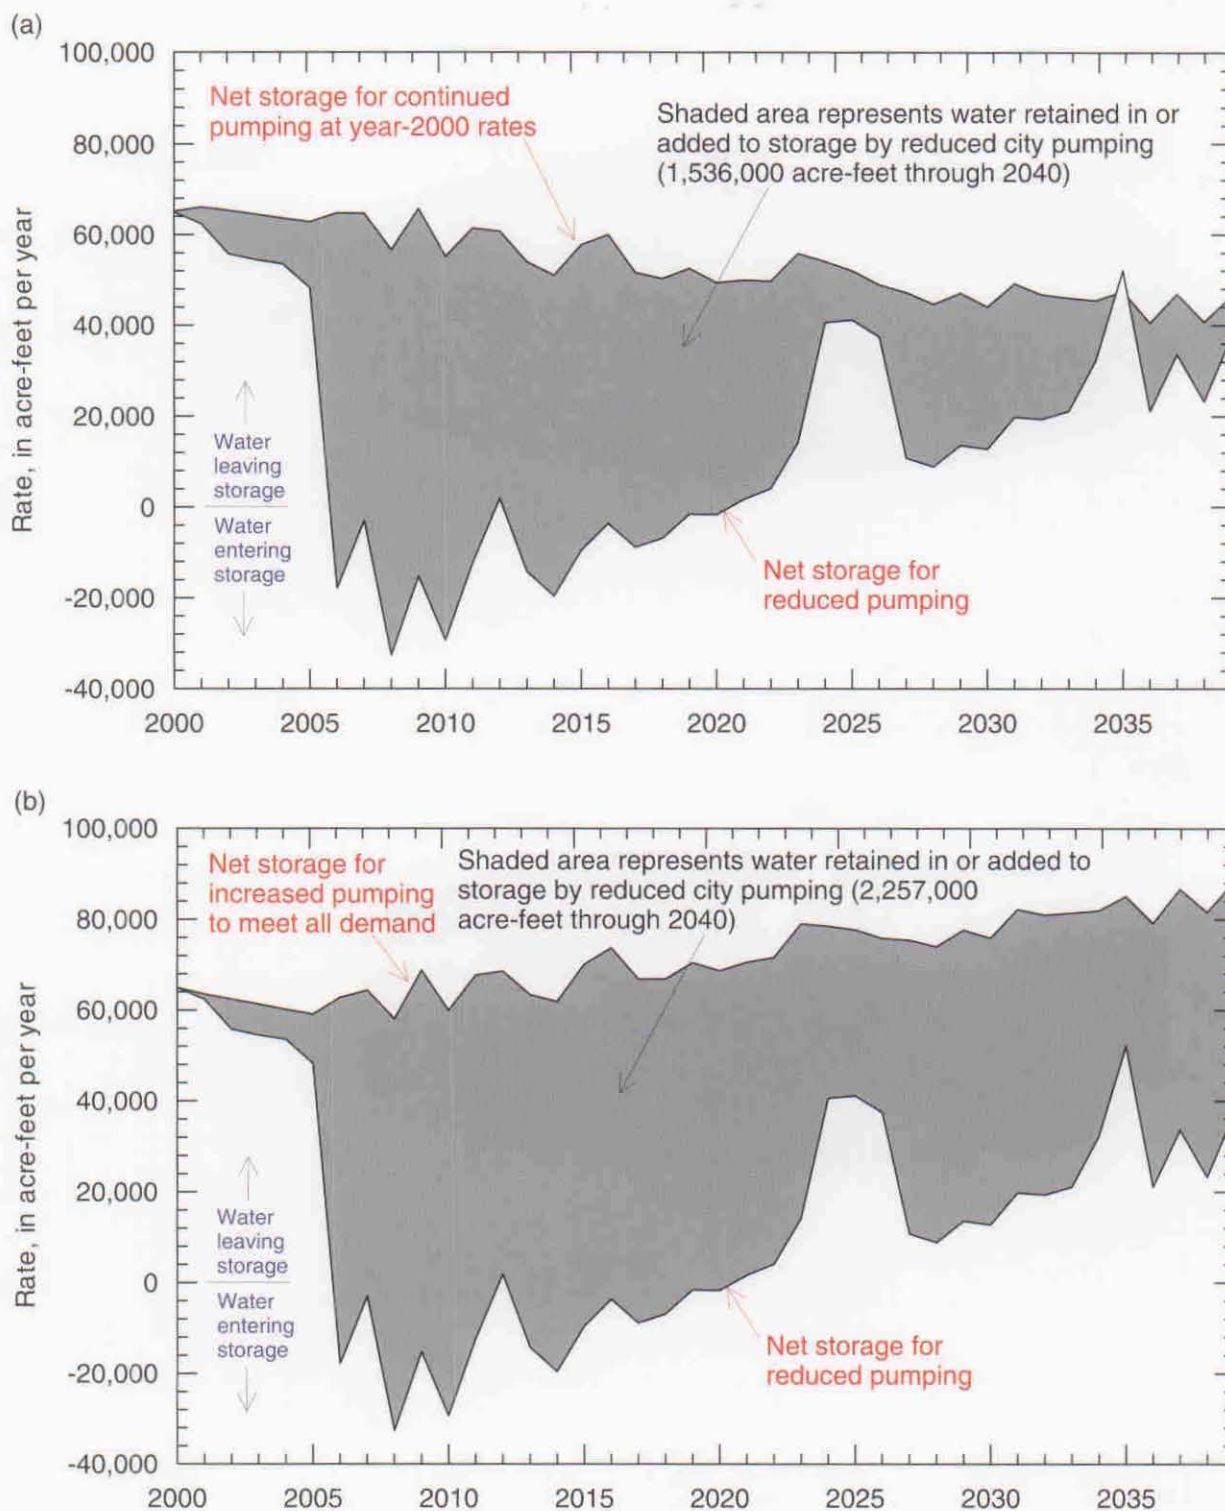 (a)
100,000
80,000
60,000
40,000
20,000
0
-20,000
-40,000
Rate, in acre-feet per year
Net storage for continued
pumping at year-2000 rates
Shaded area represents water retained in or
added to storage by reduced city pumping
(1,536,000 acre-feet through 2040)
Water
leaving
storage
Water
entering
storage
Net storage for
reduced pumping
2000 2005 2010 2015 2020 2025 2030 2035
(b)
100,000
80,000
60,000
40,000
20,000
0
-20,000
-40,000
Rate, in acre-feet per year
Net storage for
increased pumping
to meet all demand
Shaded area represents water retained in or added to
storage by reduced city pumping (2,257,000
acre-feet through 2040)
Water
leaving
storage
Water
entering
storage
Net storage for
reduced pumping
2000 2005 2010 2015 2020 2025 2030 2035